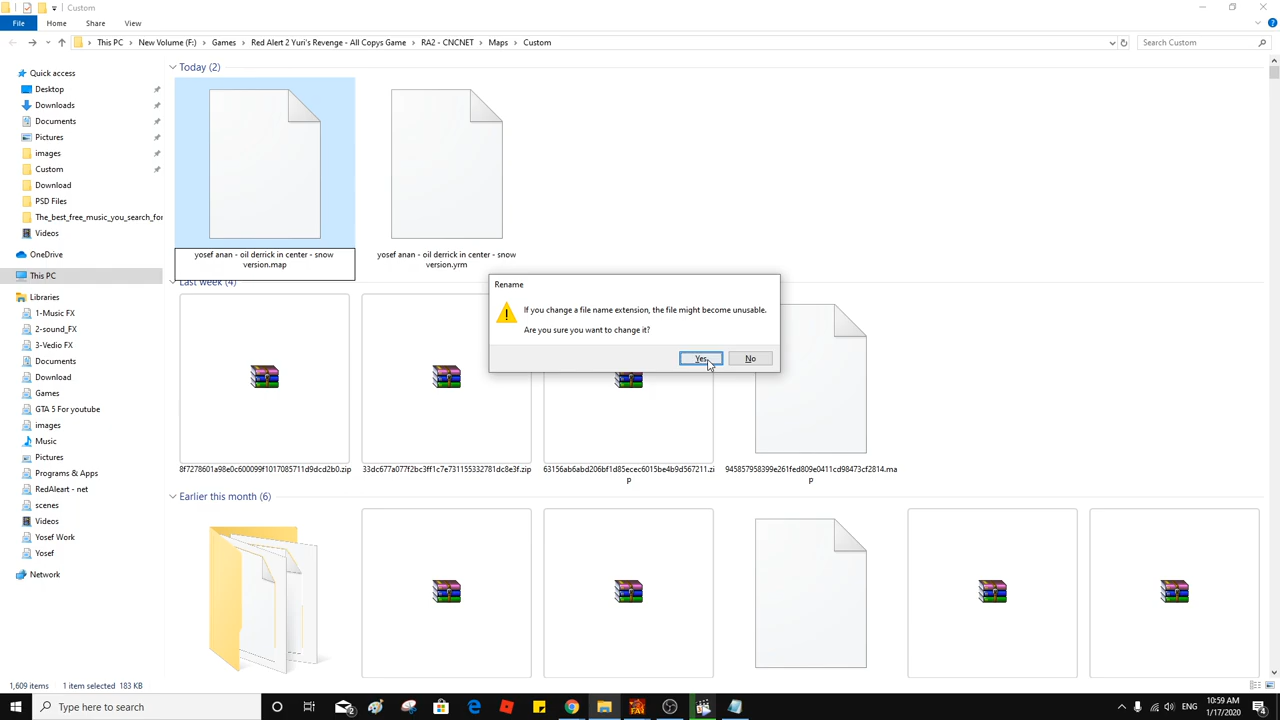 Custom
File
Home
Share
View
This PC
New Volume (F:)
Games
Red Alert 2 Yuri's Revenge - All Copys Game
RA2 - CNCNET
Maps
Custom
Search Custom
Quick access
Desktop
Downloads
Documents
Pictures
images
Custom
Download
PSD Files
The_best_free_music_you_search_for
Videos
OneDrive
This PC
Libraries
1-Music FX
2-sound_FX
3-Vedio FX
Documents
Download
Games
GTA 5 For youtube
images
Music
Pictures
Programs & Apps
RedAleart - net
scenes
Videos
Yosef Work
Yosef
Network
Today (2)
yosef anan - oil derrick in center - snow
version.map
yosef anan - oil derrick in center - snow
version.yrm
Last week (4)
8f7278601a98e0c600099f1017085711d9dcd2b0.zip
33dc677a077f2bc3ff1c7e731155332781dc8e3f.zip
63156ab6abd206bf1d85ecec6015be4b9d567211.zi
p
945857958399e261fed809e0411cd98473cf2814.ma
p
Earlier this month (6)
Rename
If you change a file name extension, the file might become unusable.
Are you sure you want to change it?
Yes
No
1,609 items
1 item selected 183 KB
Type here to search
ENG
10:59 AM
1/17/2020